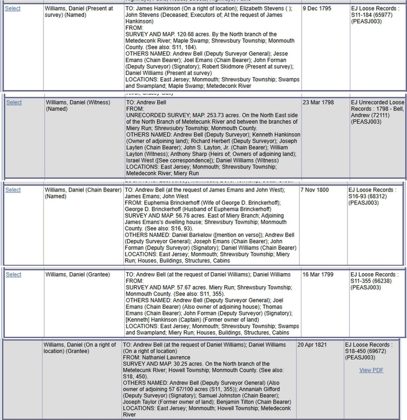 Select
Williams, Daniel (Present at
survey) (Named)
TO: James Hankinson (On a right of location); Elizabeth Stevens ( );
John Stevens (Deceased; Executors of; At the request of James
Hankinson)
FROM:
SURVEY AND MAP. 120.68 acres. By the North branch of the
Metedeconk River; Maple Swamp; Shrewsbury Township; Monmouth
County. (See also: S11, 184).
OTHERS NAMED: Andrew Bell (Deputy Surveyor); Jesse
Emans (Chain Bearer); Joel Emans (Chain Bearer); John Forman
(Deputy Surveyor) (Signatory); Robert Skidmore (Present at survey);
Daniel Williams (Present at survey)
LOCATIONS: East Jersey; Monmouth; Shrewsbury Township; Swamps
and Swampland; Maple Swamp; Metecunk River
9 Dec 1795
EJ Loose Records :
S11-184 (65977)
(PEASJ003)
Select
Williams, Daniel (Witness)
(Named)
TO: Andrew Bell
FROM:
UNRECORDED SURVEY; MAP. 253.73 acres. On the North East side
of the North Branch of Metecunk River and between the branches of
Miery Run; Shrewsbury Township; Monmouth County.
OTHERS NAMED: Andrew Bell (Deputy Surveyor); Kenneth Hankinson
(Owner of adjoining land); Richard Herbert (Deputy Surveyor); Joseph
Layton (Chain Bearer); John S. Layton, Jr. (Chain Bearer); William
Layton (Witness); Anthony Sharp (Heirs of; Owners of adjoining land);
Israel West ([See correspondence]); Daniel Williams (Witness)
LOCATIONS: East Jersey; Monmouth; Shrewsbury Township;
Metedeconk River; Miery Run
23 Mar 1798
EJ Unrecorded Loose
Records : 1798 - Bell,
Andrew (72111)
(PEASJ003)
Select
Williams, Daniel (Chain Bearer)
(Named)
TO: Andrew Bell (at the request of James Emans and John West);
James Emans; John West
FROM: Euphemia Brinckerhoff (Wife of George D. Brinckerhoff);
George D. Brinckerhoff (Husband of Euphemia Brinckerhoff)
SURVEY AND MAP. 56.76 acres. East of Miery Branch; Adjoining
James Emans's dwelling house; Shrewsbury Township; Monmouth
County. (See also: S16, 93).
OTHERS NAMED: Daniel Barkelow ([mention on verso]); Andrew Bell
(Deputy Surveyor General); Joseph Emans (Chain Bearer); John
Forman (Deputy Surveyor) (Signatory); Daniel Williams (Chain Bearer)
LOCATIONS: East Jersey; Monmouth; Shrewsbury Township; Miery
Run; Houses, Buildings, Structures, Cabins
7 Nov 1800
EJ Loose Records :
S16-93 (68312)
(PEASJ003)
Select
Williams, Daniel (Grantee)
TO: Andrew Bell (at the request of Daniel Williams); Daniel Williams
FROM:
SURVEY AND MAP. 57.67 acres. Miery Run; Shrewsbury Township;
Monmouth County. (See also: S11, 355).
OTHERS NAMED: Andrew Bell (Deputy Surveyor General); Joel
Emans (Chain Bearer) (Also owner of adjoining house); Thomas
Emans (Chain Bearer); John Forman (Deputy Surveyor) (Signatory);
[Kenneth] Hankinson (Captain) (Former owner of land)
LOCATIONS: East Jersey; Monmouth; Shrewsbury Township; Swamps
and Swampland; Miery Run; Houses, Buildings, Structures, Cabins
16 Mar 1799
EJ Loose Records :
S11-355 (66238)
(PEASJ003)
Select
Williams, Daniel (On a right of
location) (Grantee)
TO: Andrew Bell (at the request of Daniel Williams); Daniel Williams
(On a right of location)
FROM: Nathaniel Lawrence
SURVEY AND MAP. 30.25 acres. On the North branch of the
Metecunk River; Howell Township; Monmouth County. (See also:
S18, 450).
OTHERS NAMED: Andrew Bell (Deputy Surveyor General) (Also
owner of adjoining 57 67/100 acres (S11, 355)); Annaniah Gifford
(Deputy Surveyor) (Signatory); Samuel Johnston (Chain Bearer);
Joseph Taylor (Former owner of land); Benjamin Tilton (Chain Bearer)
LOCATIONS: East Jersey; Monmouth; Howell Township; Metedeconk
River
20 Apr 1821
EJ Loose Records :
S18-450 (69672)
(PEASJ003)
View PDF